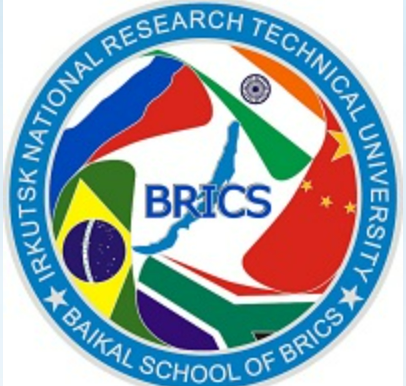 IRKUTSK NATIONAL RESEARCH TECHNICAL UNIVERSITY
BRICS
BAIKAL SCHOOL OF BRICS